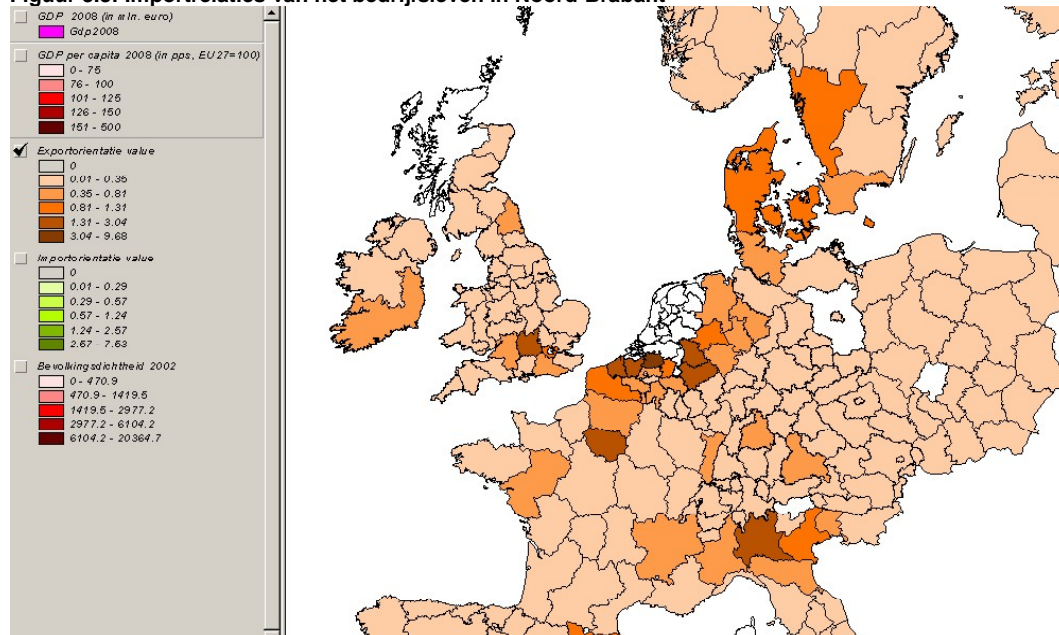 Figuur 3.3: Importrelaties van het bedrijfsleven in Noord-Brabant
GDP 2008 (in mln. euro)
Gdp2008
GDP per capita 2008 (in pps, EU27=100)
0 - 75
76 - 100
101 - 125
126 - 150
151 - 500
Exportorientatie value
0
0.01 - 0.35
0.35 - 0.81
0.81 - 1.31
1.31 - 3.04
3.04 - 9.68
Importorientatie value
0
0.01 - 0.29
0.29 - 0.57
0.57 - 1.24
1.24 - 2.57
2.57 - 7.53
Bevolkingsdichtheid 2002
0 - 470.9
470.9 - 1419.5
1419.5 - 2977.2
2977.2 - 6104.2
6104.2 - 20364.7